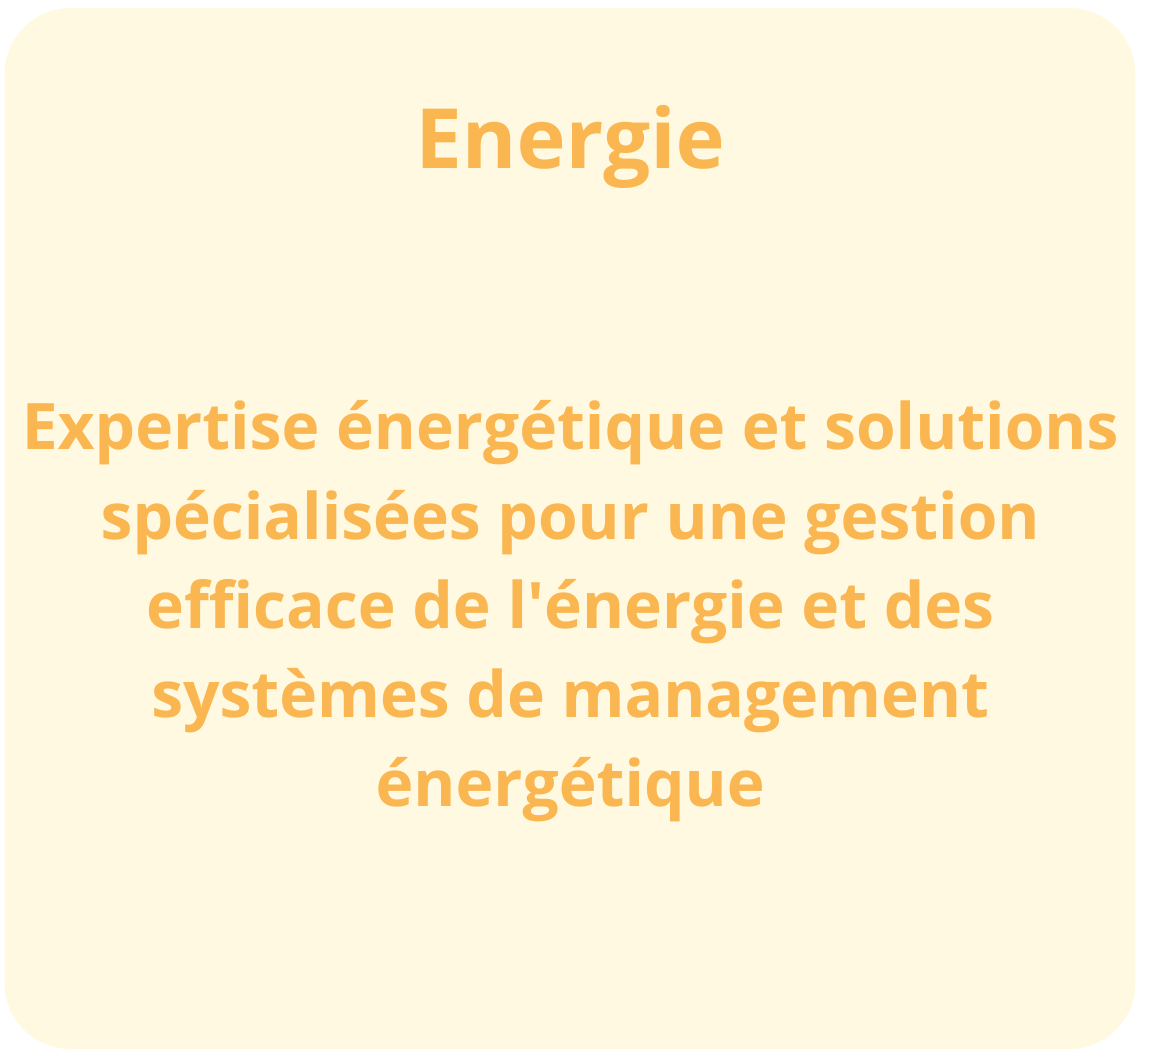 Energie
Expertise énergétique et solutions
spécialisées pour une gestion
efficace de l'énergie et des
systèmes de management
énergétique